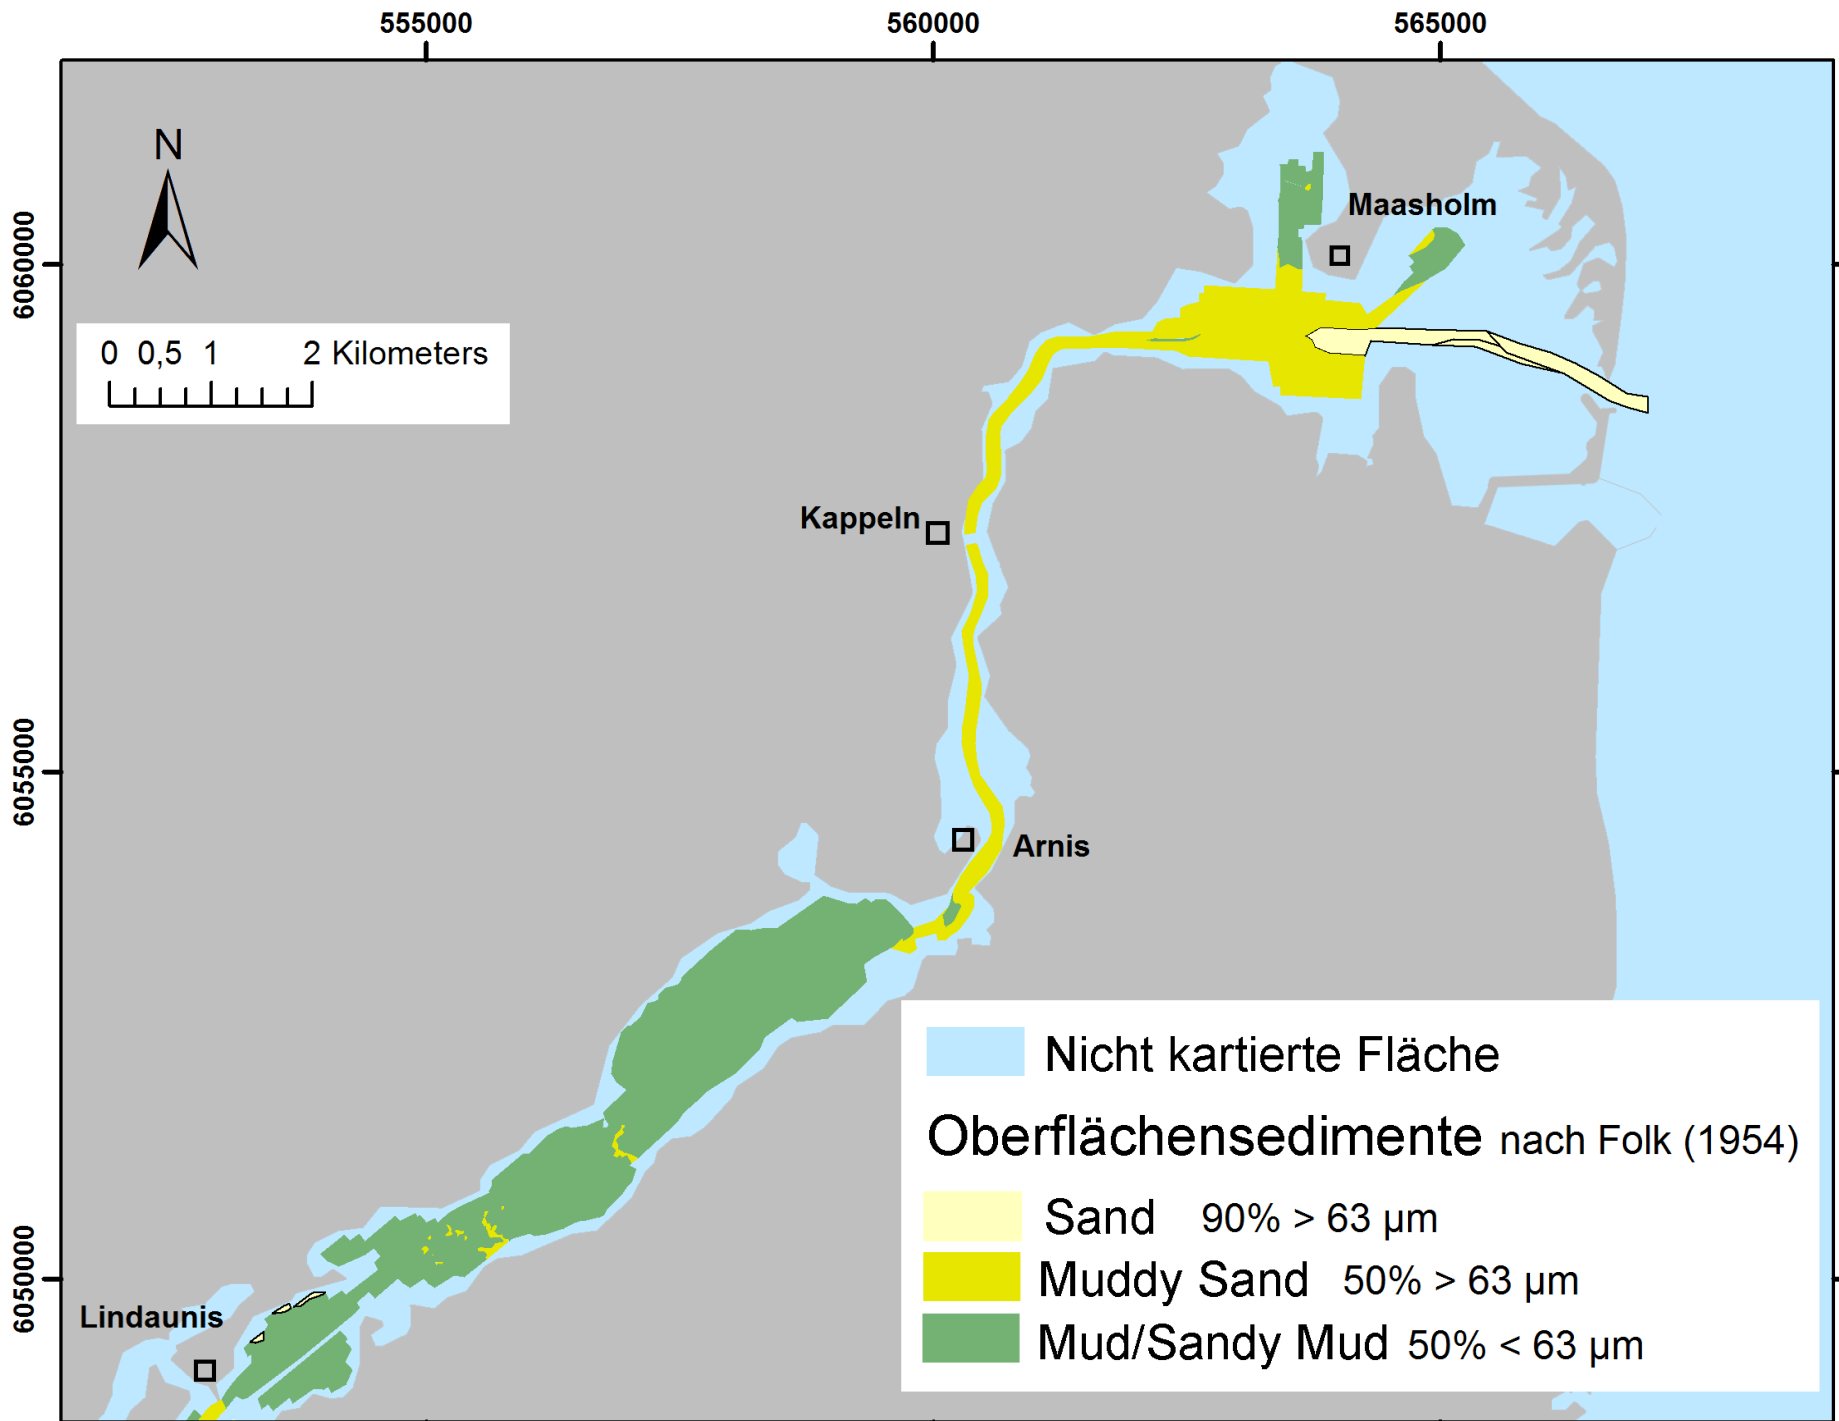 555000
560000
565000
N
Maasholm
6060000
0 0,5 1 2 Kilometers
Kappeln
6055000
Arnis
Nicht kartierte Fläche
Oberflächensedimente nach Folk (1954)
Sand 90% > 63 µm
6050000
Muddy Sand 50% > 63 µm
Lindaunis
Mud/Sandy Mud 50% < 63 µm